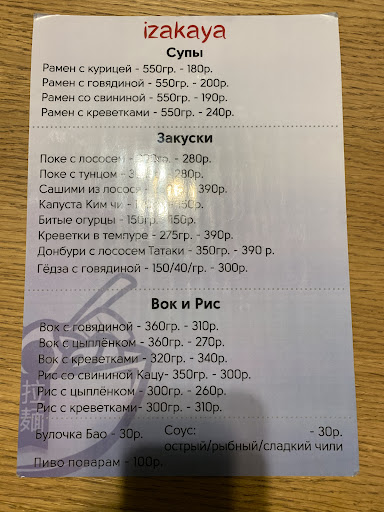 izakaya
Супы
Рамен с курицей - 550гр. - 180р.
Рамен с говядиной - 550гр. - 200р.
Рамен со свининой - 550гр. - 190р.
Рамен с креветками - 550гр. - 240р.
Закуски
Поке с лососем - - 280р.
Поке с тунцом - - 280р.
Сашими из лосося 390р.
Капуста Ким чи - 150р.
Битые огурцы - 150гр. - 150р.
Креветки в темпуре - 275гр. - 390р.
Донбури с лососем Татаки - 350гр. - 390 р.
Гёдза с говядиной - 150/40/гр. - 300р.
Вок и Рис
Вок с говядиной - 360гр. - 310р.
Вок с цыплёнком - 360гр. - 270р.
Вок с креветками - 320гр. - 340р.
Рис со свининой Кацу- 350гр. - 300р.
Рис с цыплёнком - 300гр. - 260р.
Рис с креветками- 300гр. - 310р.
拉麺
Булочка Бао - 30р. Соус: - 30р.
острый/рыбный/сладкий чили
Пиво поварам - 100р.